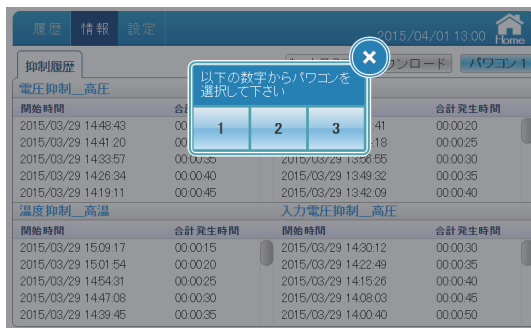 履歴 情報 設定
2015/04/01 13:00 Home
抑制履歴 ウンロード パワコン1
以下の数字からパワコンを
選択して下さい
1 2 3
電圧抑制__高圧
開始時間 合計発生時間
2015/03/29 14:48:43 00:00:20
2015/03/29 14:41:20 00:00:25
2015/03/29 14:33:57 00:00:35 2015/03/29 13:56:55 00:00:30
2015/03/29 14:26:34 00:00:40 2015/03/29 13:49:32 00:00:35
2015/03/29 14:19:11 00:00:45 2015/03/29 13:42:09 00:00:40
温度抑制__高温 入力電圧抑制__高圧
開始時間 合計発生時間 開始時間 合計発生時間
2015/03/29 15:09:17 00:00:15 2015/03/29 14:30:12 00:00:30
2015/03/29 15:01:54 00:00:20 2015/03/29 14:22:49 00:00:35
2015/03/29 14:54:31 00:00:25 2015/03/29 14:15:26 00:00:40
2015/03/29 14:47:08 00:00:30 2015/03/29 14:08:03 00:00:45
2015/03/29 14:39:45 00:00:35 2015/03/29 14:00:40 00:00:50